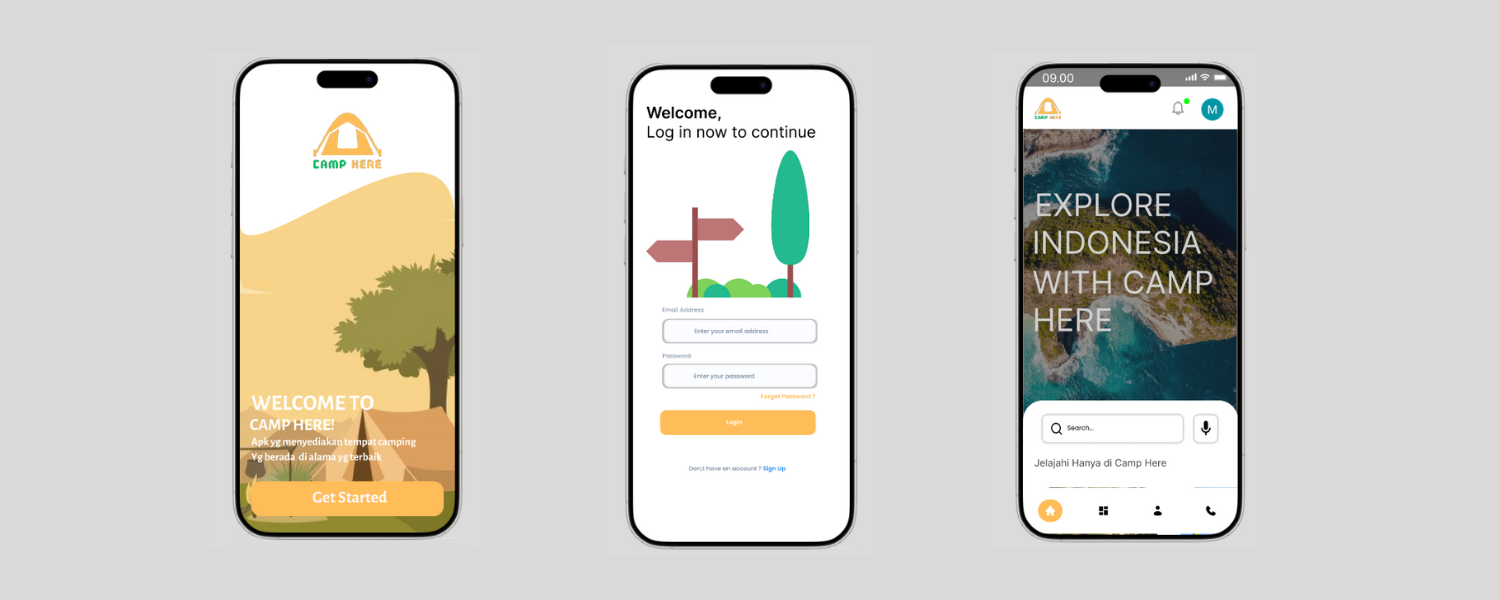 CAMP HERE
WELCOME TO
CAMP HERE!
Apk yg menyediakan tempat camping
Yg berada di alama yg terbaik
Get Started
Welcome,
Log in now to continue
Email Address
Enter your email address
Password
Enter your password
Forget Password ?
Login
Don;t have an account ? Sign Up
09.00
CAMP HERE
M
EXPLORE
INDONESIA
WITH CAMP
HERE
Search...
Jelajahi Hanya di Camp Here